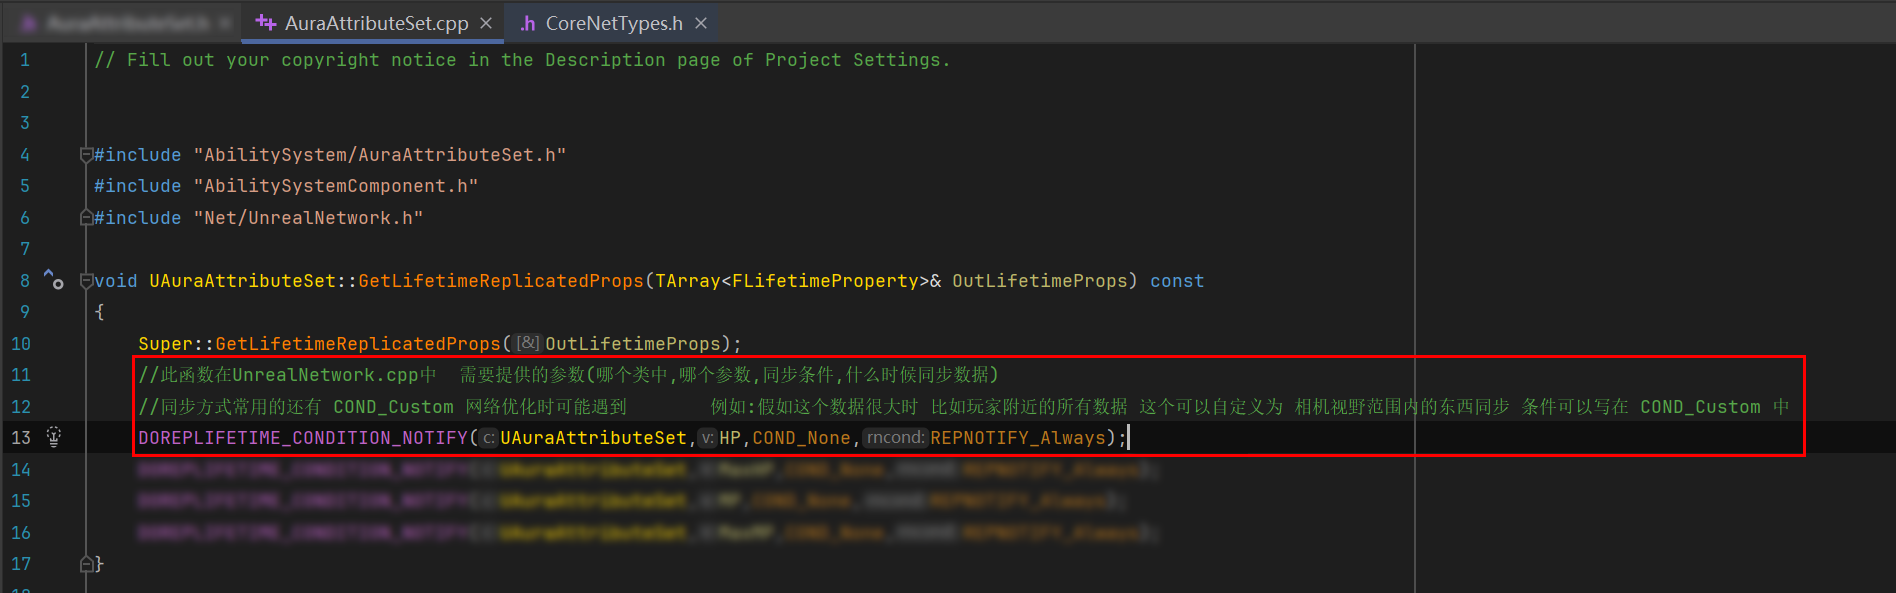 AuraAttributeSet.cpp × .h CoreNetTypes.h ×
1 // Fill out your copyright notice in the Description page of Project Settings.
2
3
4 #include "AbilitySystem/AuraAttributeSet.h"
5 #include "AbilitySystemComponent.h"
6 #include "Net/UnrealNetwork.h"
7
8 void UAuraAttributeSet::GetLifetimeReplicatedProps(TArray<FLifetimeProperty>& OutLifetimeProps) const
9 {
10 Super::GetLifetimeReplicatedProps([&]OutLifetimeProps);
11 //此函数在UnrealNetwork.cpp中 需要提供的参数(哪个类中,哪个参数,同步条件,什么时候同步数据)
12 //同步方式常用的还有 COND_Custom 网络优化时可能遇到 例如:假如这个数据很大时 比如玩家附近的所有数据 这个可以自定义为 相机视野范围内的东西同步 条件可以写在 COND_Custom 中
13 DOREPLIFETIME_CONDITION_NOTIFY(c:UAuraAttributeSet,v:HP,COND_None,rncond:REPNOTIFY_Always);
14
15
16
17 }